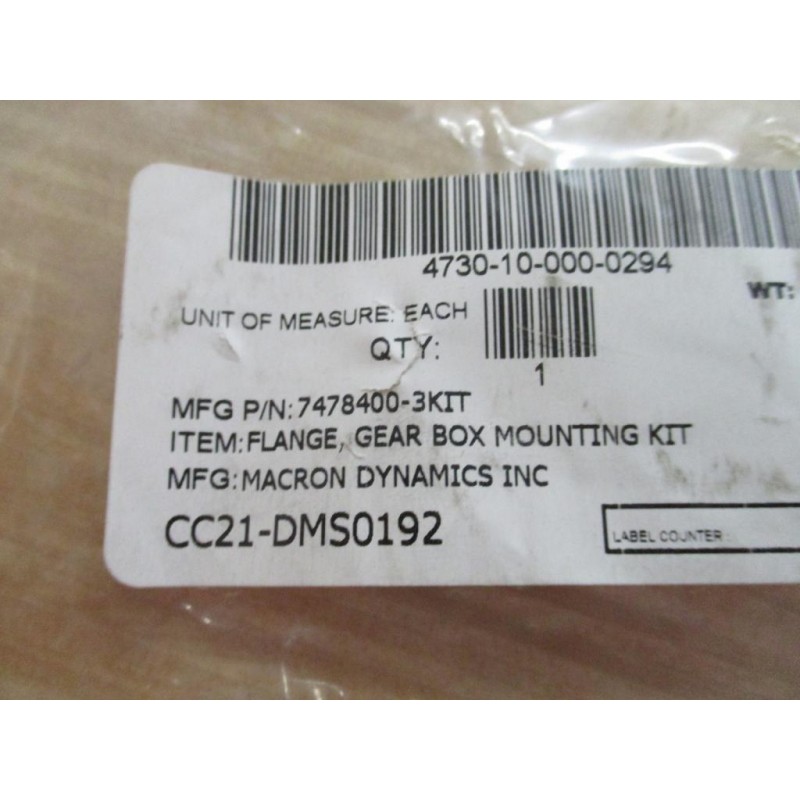 4730-10-000-0294
WT:
UNIT OF MEASURE: EACH
QTY:
1
MFG P/N: 7478400-3KIT
ITEM: FLANGE, GEAR BOX MOUNTING KIT
MFG: MACRON DYNAMICS INC
CC21-DMS0192
LABEL COUNTER: